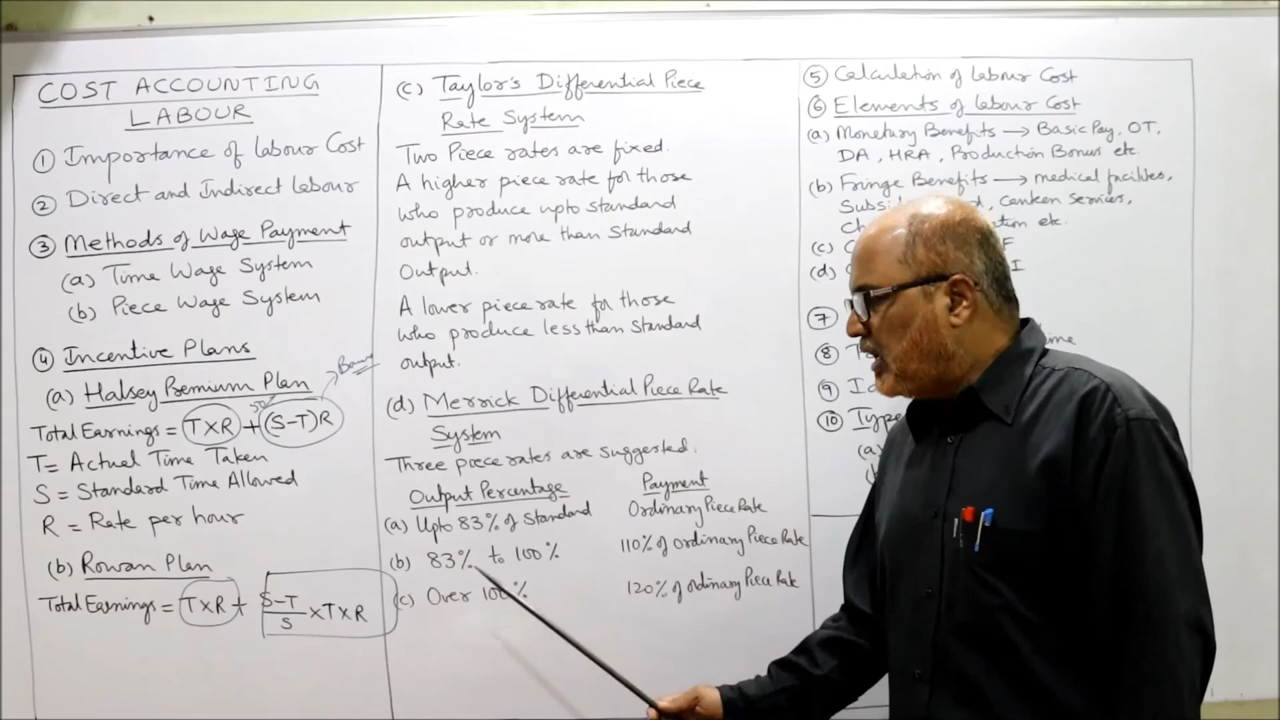 COST ACCOUNTING
LABOUR
① Importance of labour Cost
② Direct and Indirect labour
③ Methods of Wage Payment
(a) Time Wage System
(b) Piece Wage System
④ Incentive Plans
(a) Halsey Premium Plan
Bonus
50%
Total Earnings = TXR + (S-T)R
T= Actual Time Taken
S = Standard Time Allowed
R = Rate per hour
(b) Rowan Plan
Total Earnings = TXR + S-T/S X T X R
(c) Taylor's Differential Piece
Rate System
Two Piece rates are fixed.
A higher piece rate for those
who produce upto standard
output or more than Standard
Output.
A lower piece rate for those
who produce less than Standard
output.
(d) Merrick Differential Piece Rate
System
Three piece rates are suggested.
Output Percentage Payment
(a) Upto 83% of Standard Ordinary Piece Rate
(b) 83% to 100% 110% of ordinary Piece Rate
(c) Over 100% 120% of ordinary Piece Rate
⑤ Calculation of Labour Cost
⑥ Elements of labour Cost
(a) Monetary Benefits → Basic Pay, OT,
DA, HRA, Production Bonus etc.
(b) Fringe Benefits → medical facilites,
, canteen services,
etc.
(c)
(d)
⑦
⑧
⑨
⑩
(a)